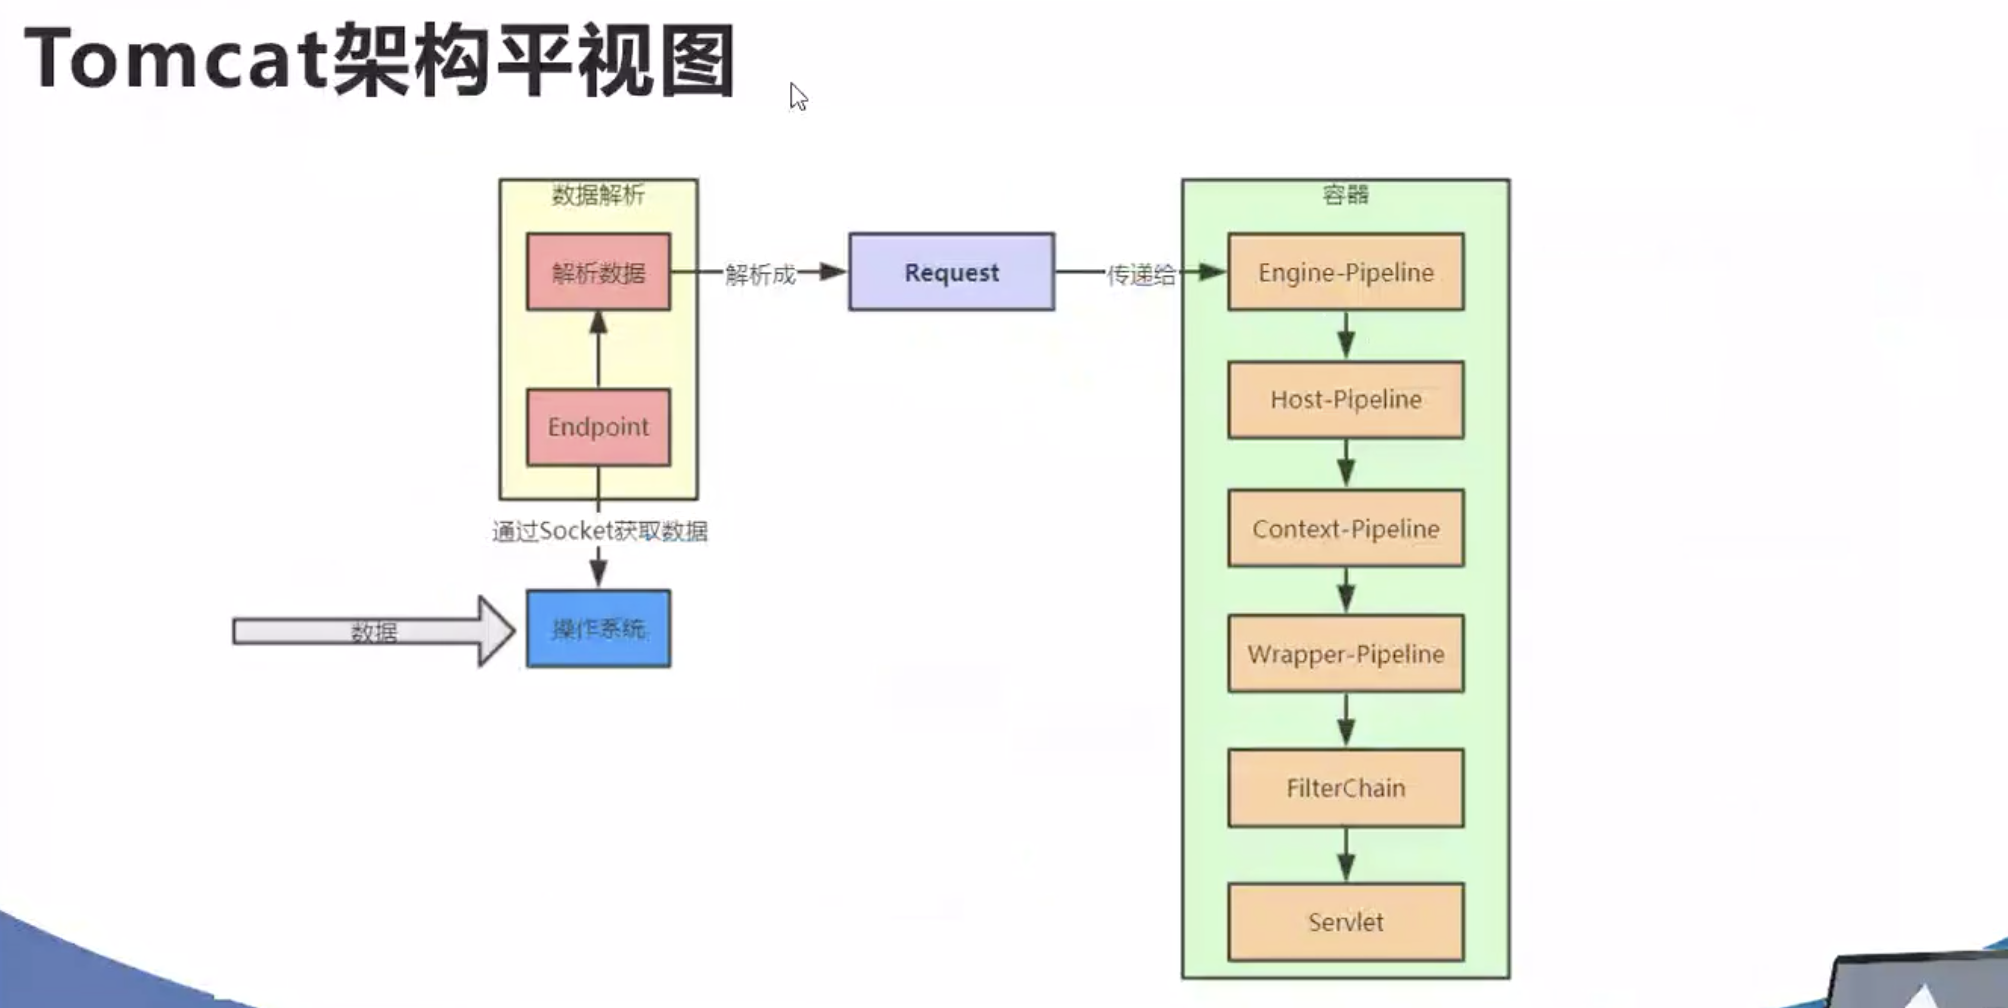 Tomcat架构平视图
数据解析
解析数据
Endpoint
通过Socket获取数据
数据
操作系统
解析成
Request
传递给
容器
Engine-Pipeline
Host-Pipeline
Context-Pipeline
Wrapper-Pipeline
FilterChain
Servlet